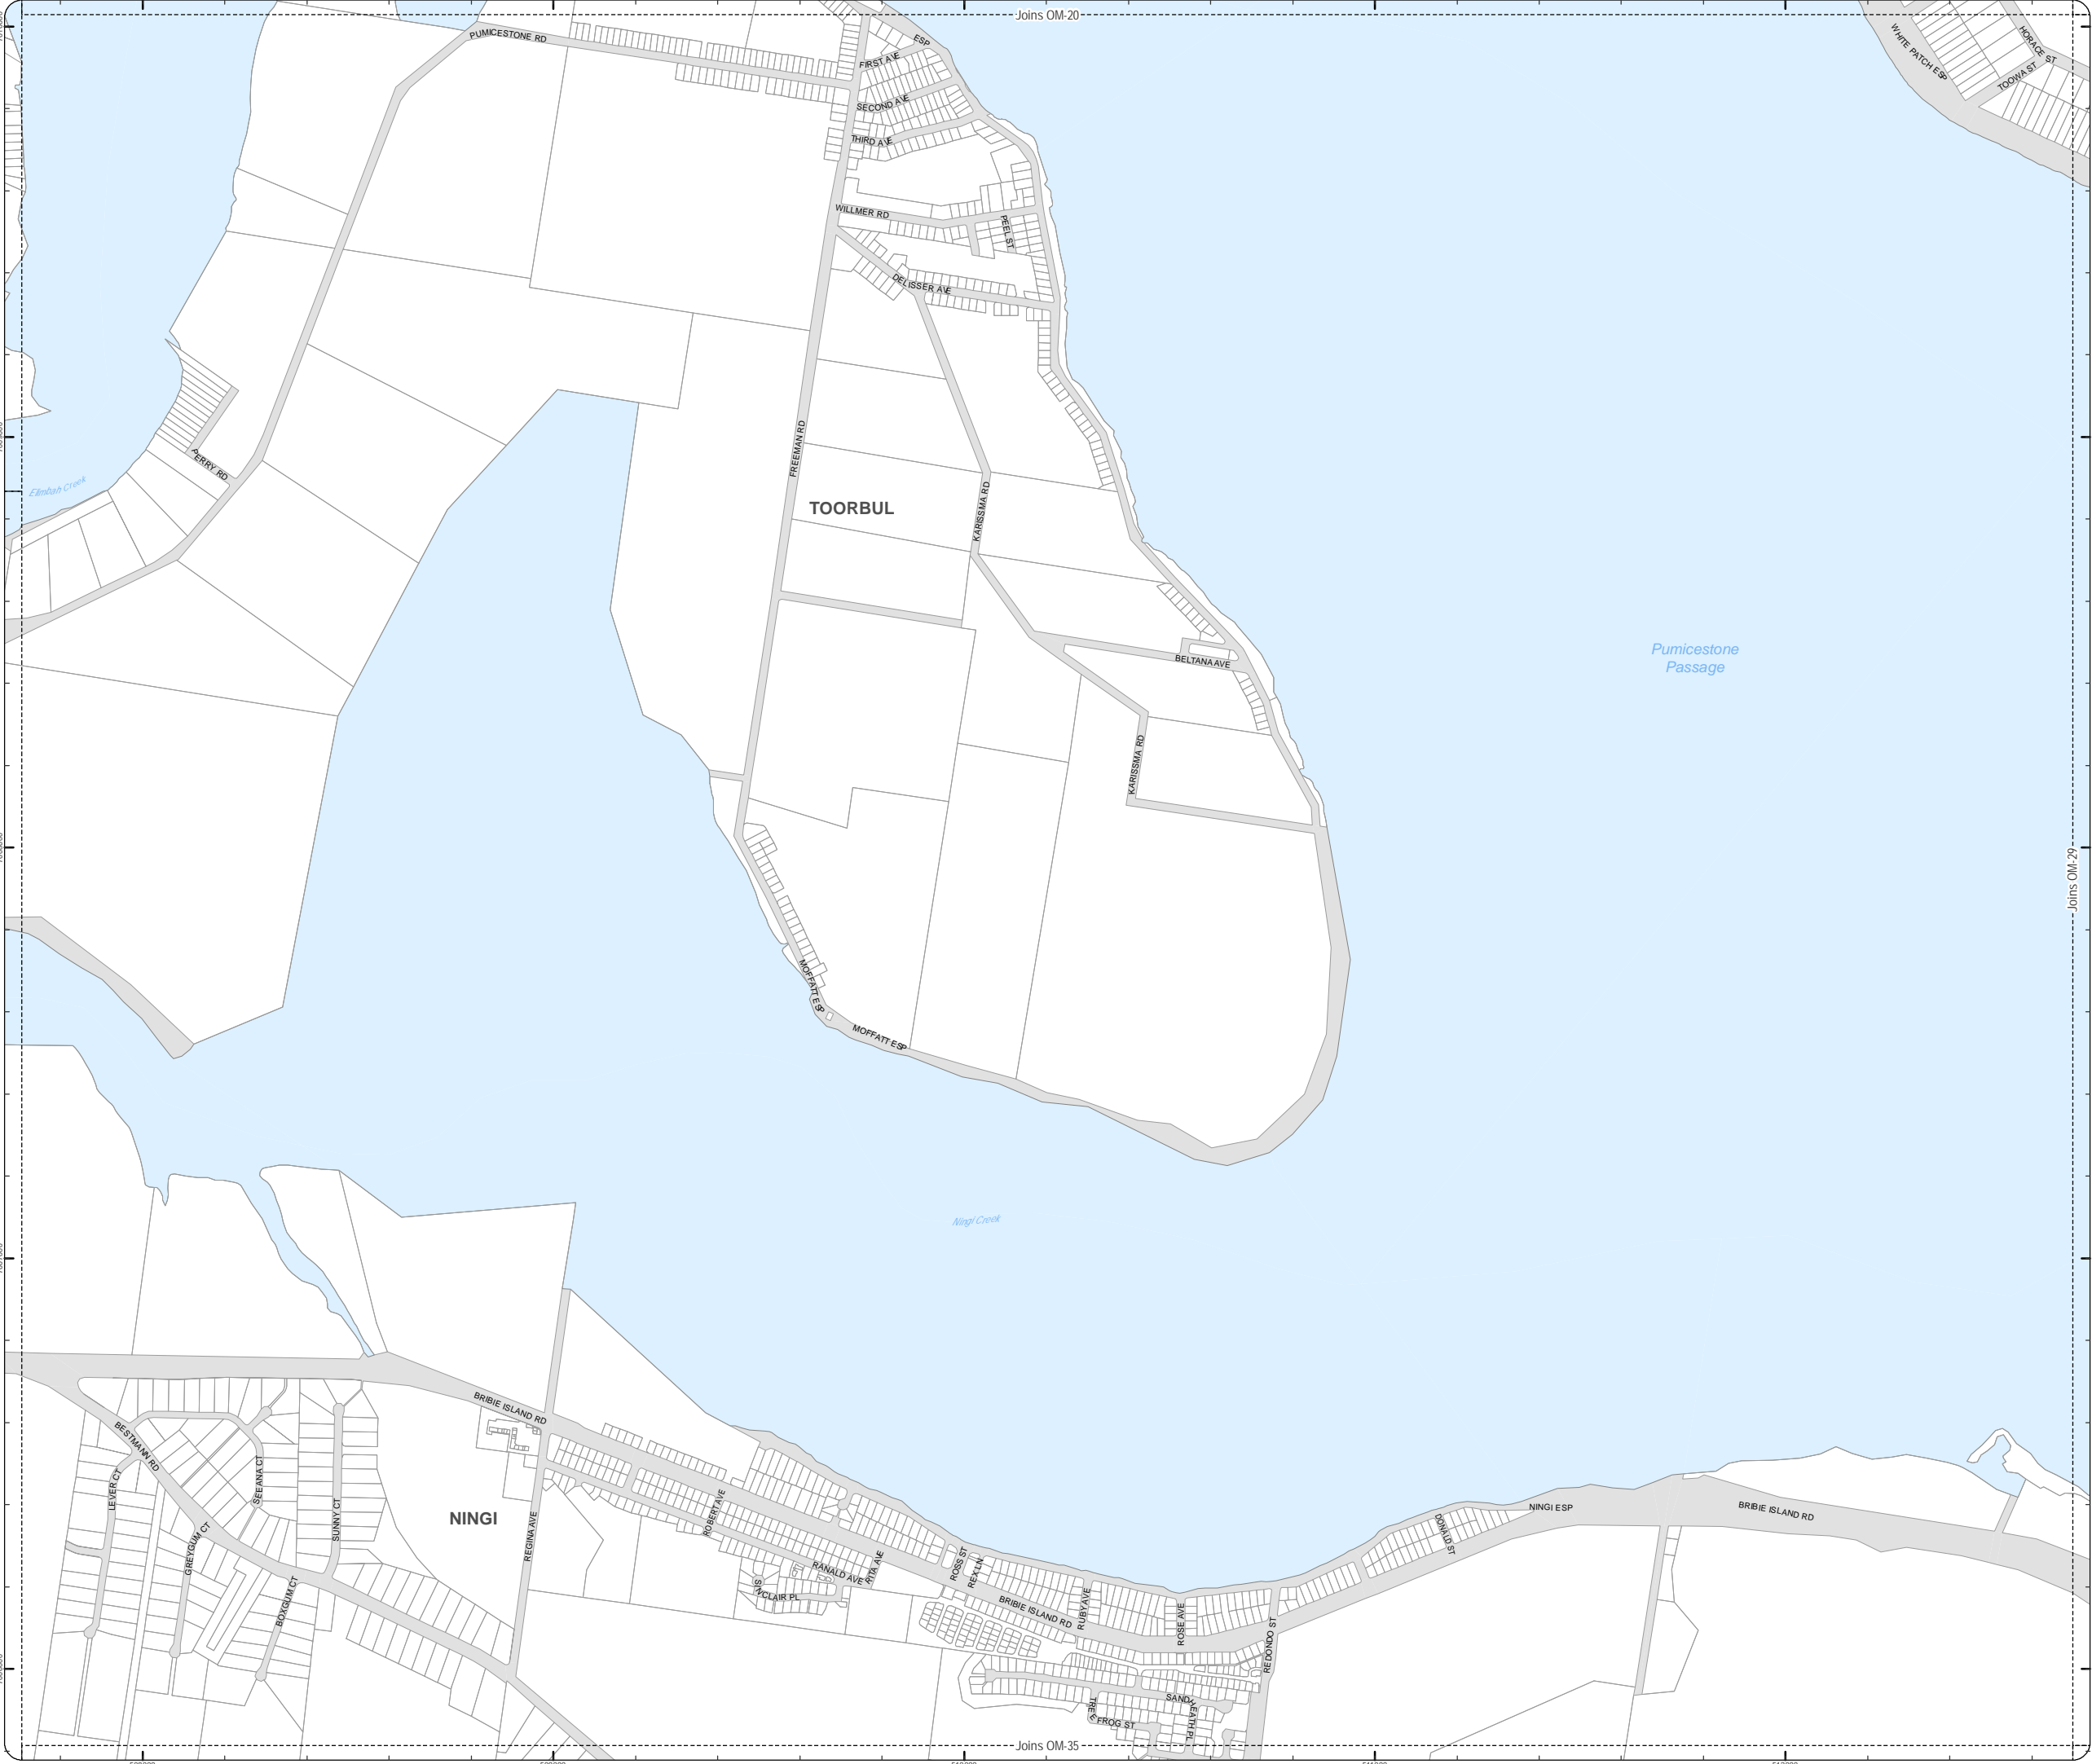 Joins OM-20
PUMICESTONE RD
ESP
FIRST AVE
SECOND AVE
THIRD AVE
WHITE PATCH ESP
HORACE ST
TOOWA ST
WILLMER RD
PEEL ST
DELISSER AVE
FREEMAN RD
PERRY RD
Elimbah Creek
TOORBUL
KARISSMA RD
Pumicestone
Passage
BELTANA AVE
KARISSMA RD
Joins OM-29
MOFFATT ESP
MOFFATT ESP
Ningi Creek
BRIBIE ISLAND RD
BESTMANN RD
LEVER CT
SEEANA CT
SUNNY CT
GREYGUM CT
BOXGUM CT
NINGI
REGINA AVE
ROBERT AVE
RANALD AVE
RITA AVE
SINCLAIR PL
ROSS ST
REX LN
BRIBIE ISLAND RD
RUBY AVE
ROSE AVE
REDONDO ST
DONALD ST
NINGI ESP
BRIBIE ISLAND RD
SANDHEATH PL
TREE FROG ST
Joins OM-35